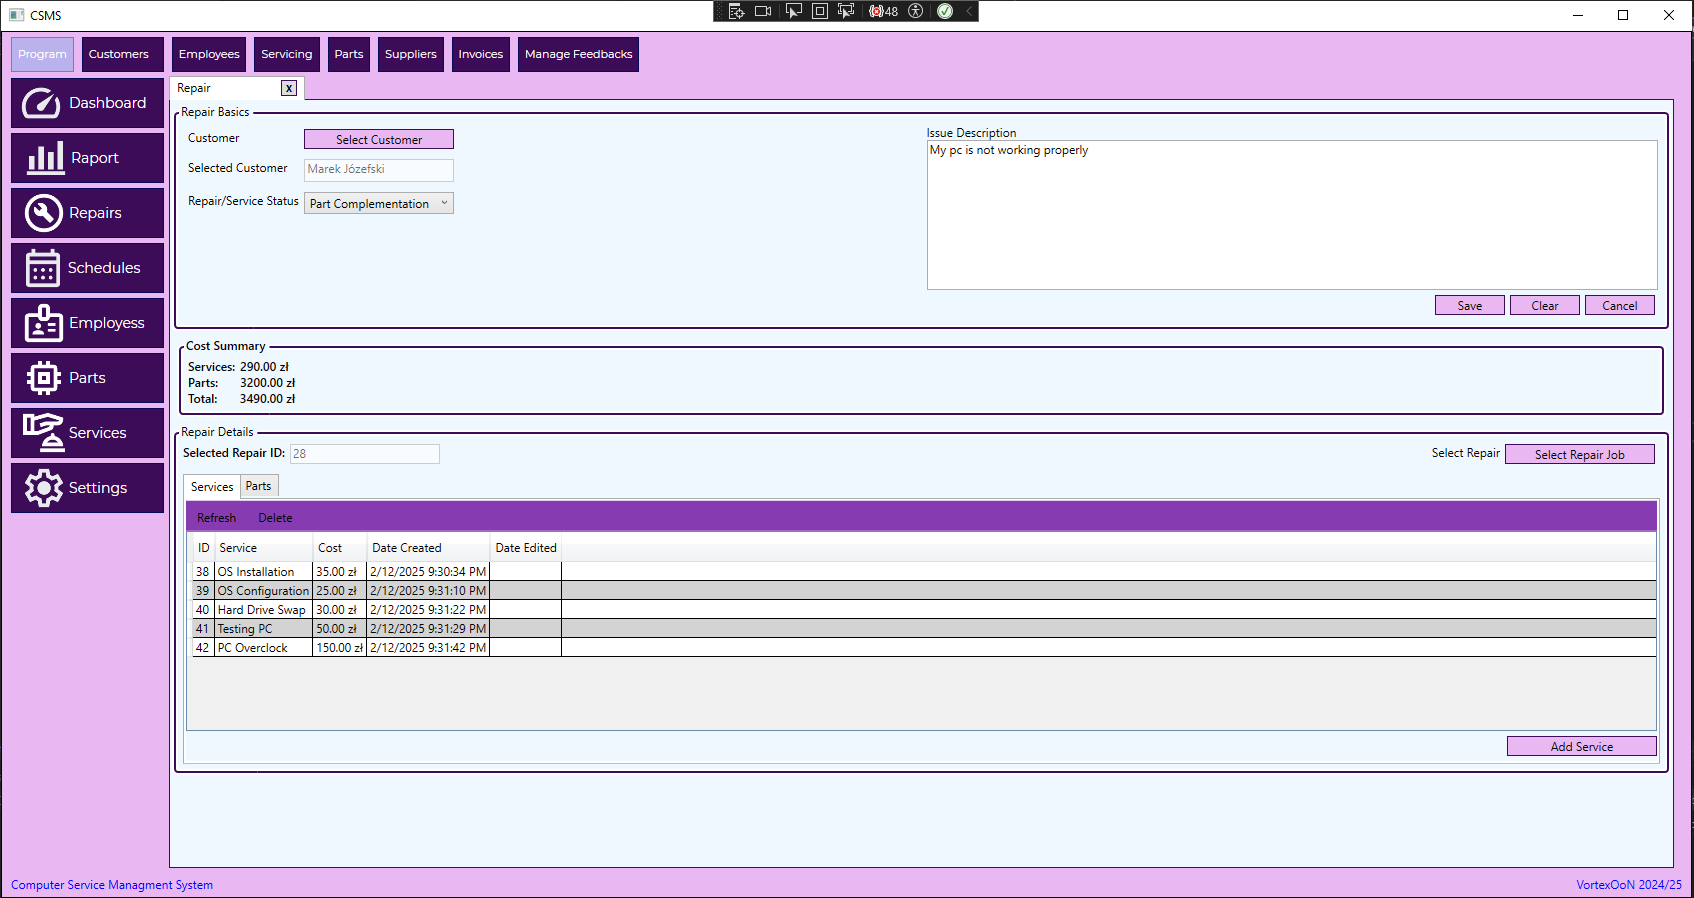 CSMS
48
Program Customers Employees Servicing Parts Suppliers Invoices Manage Feedbacks
Dashboard
Raport
Repairs
Schedules
Employess
Parts
Services
Settings
Repair x
Repair Basics
Customer Select Customer
Selected Customer Marek Józefski
Repair/Service Status Part Complementation
Issue Description
My pc is not working properly
Save Clear Cancel
Cost Summary
Services: 290.00 zł
Parts: 3200.00 zł
Total: 3490.00 zł
Repair Details
Selected Repair ID: 28 Select Repair Select Repair Job
Services Parts
Refresh Delete
ID Service Cost Date Created Date Edited
38 OS Installation 35.00 zł 2/12/2025 9:30:34 PM
39 OS Configuration 25.00 zł 2/12/2025 9:31:10 PM
40 Hard Drive Swap 30.00 zł 2/12/2025 9:31:22 PM
41 Testing PC 50.00 zł 2/12/2025 9:31:29 PM
42 PC Overclock 150.00 zł 2/12/2025 9:31:42 PM
Add Service
Computer Service Managment System VortexOoN 2024/25